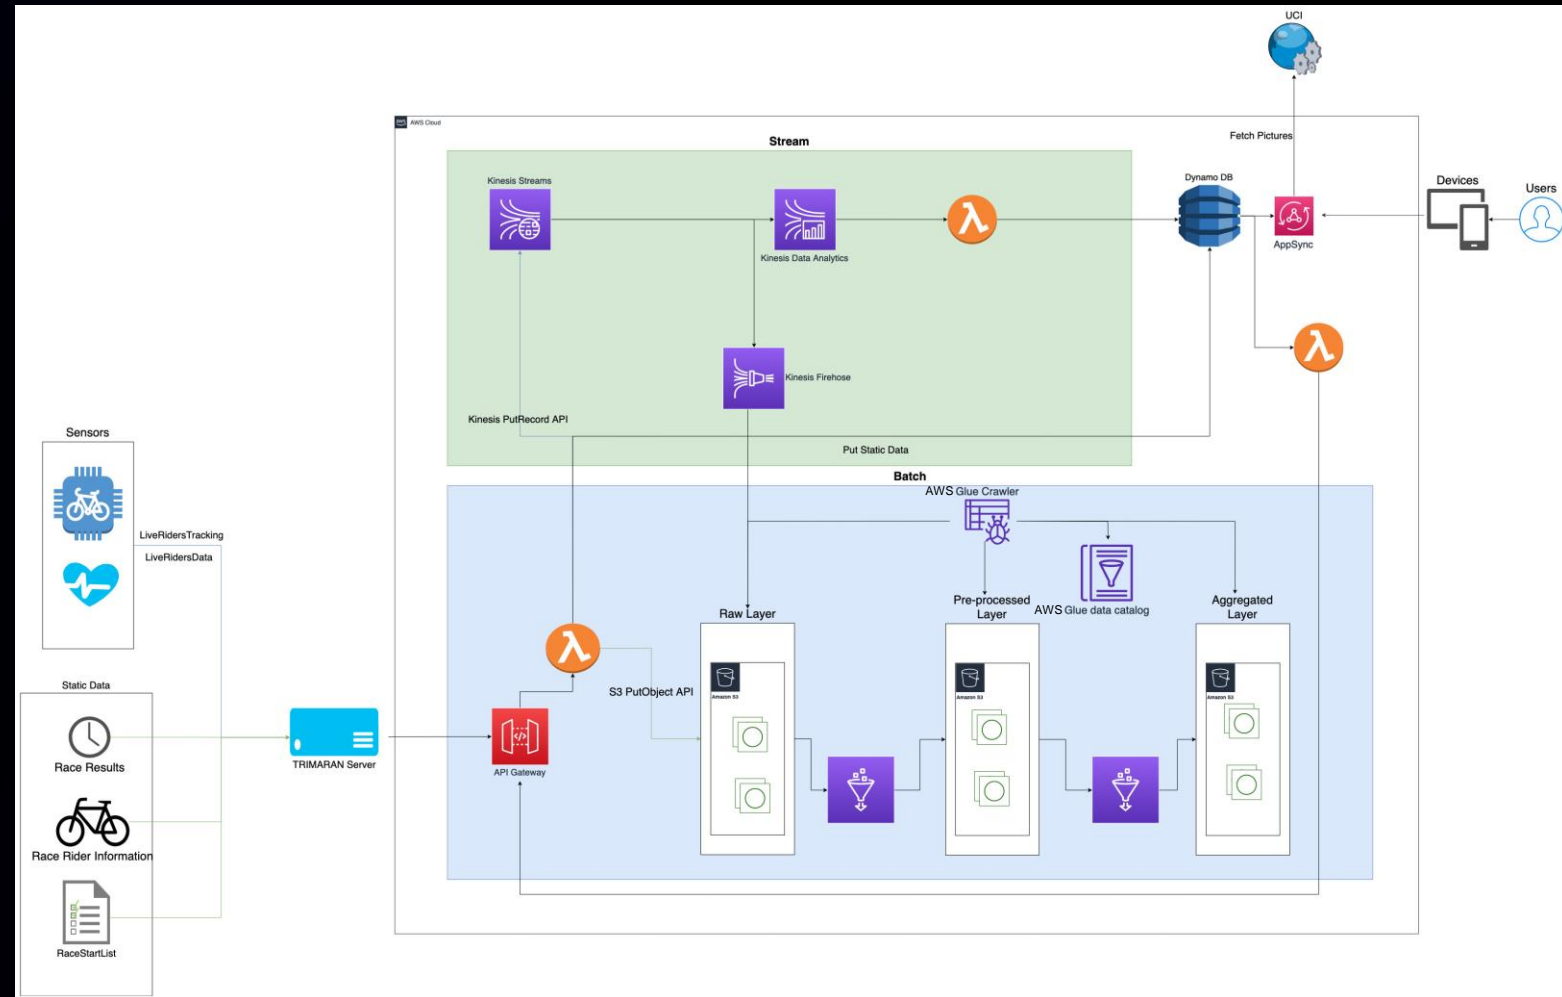 UCI
AWS Cloud
Fetch Pictures
Stream
Kinesis Streams
Dynamo DB
Devices
Users
AppSync
Kinesis Data Analytics
Kinesis Firehose
Kinesis PutRecord API
Sensors
Put Static Data
Batch
AWS Glue Crawler
LiveRidersTracking
LiveRidersData
Raw Layer
Pre-processed
Layer
AWS Glue data catalog
Aggregated
Layer
Static Data
S3 PutObject API
Amazon S3
Amazon S3
Amazon S3
Race Results
TRIMARAN Server
API Gateway
Race Rider Information
RaceStartList